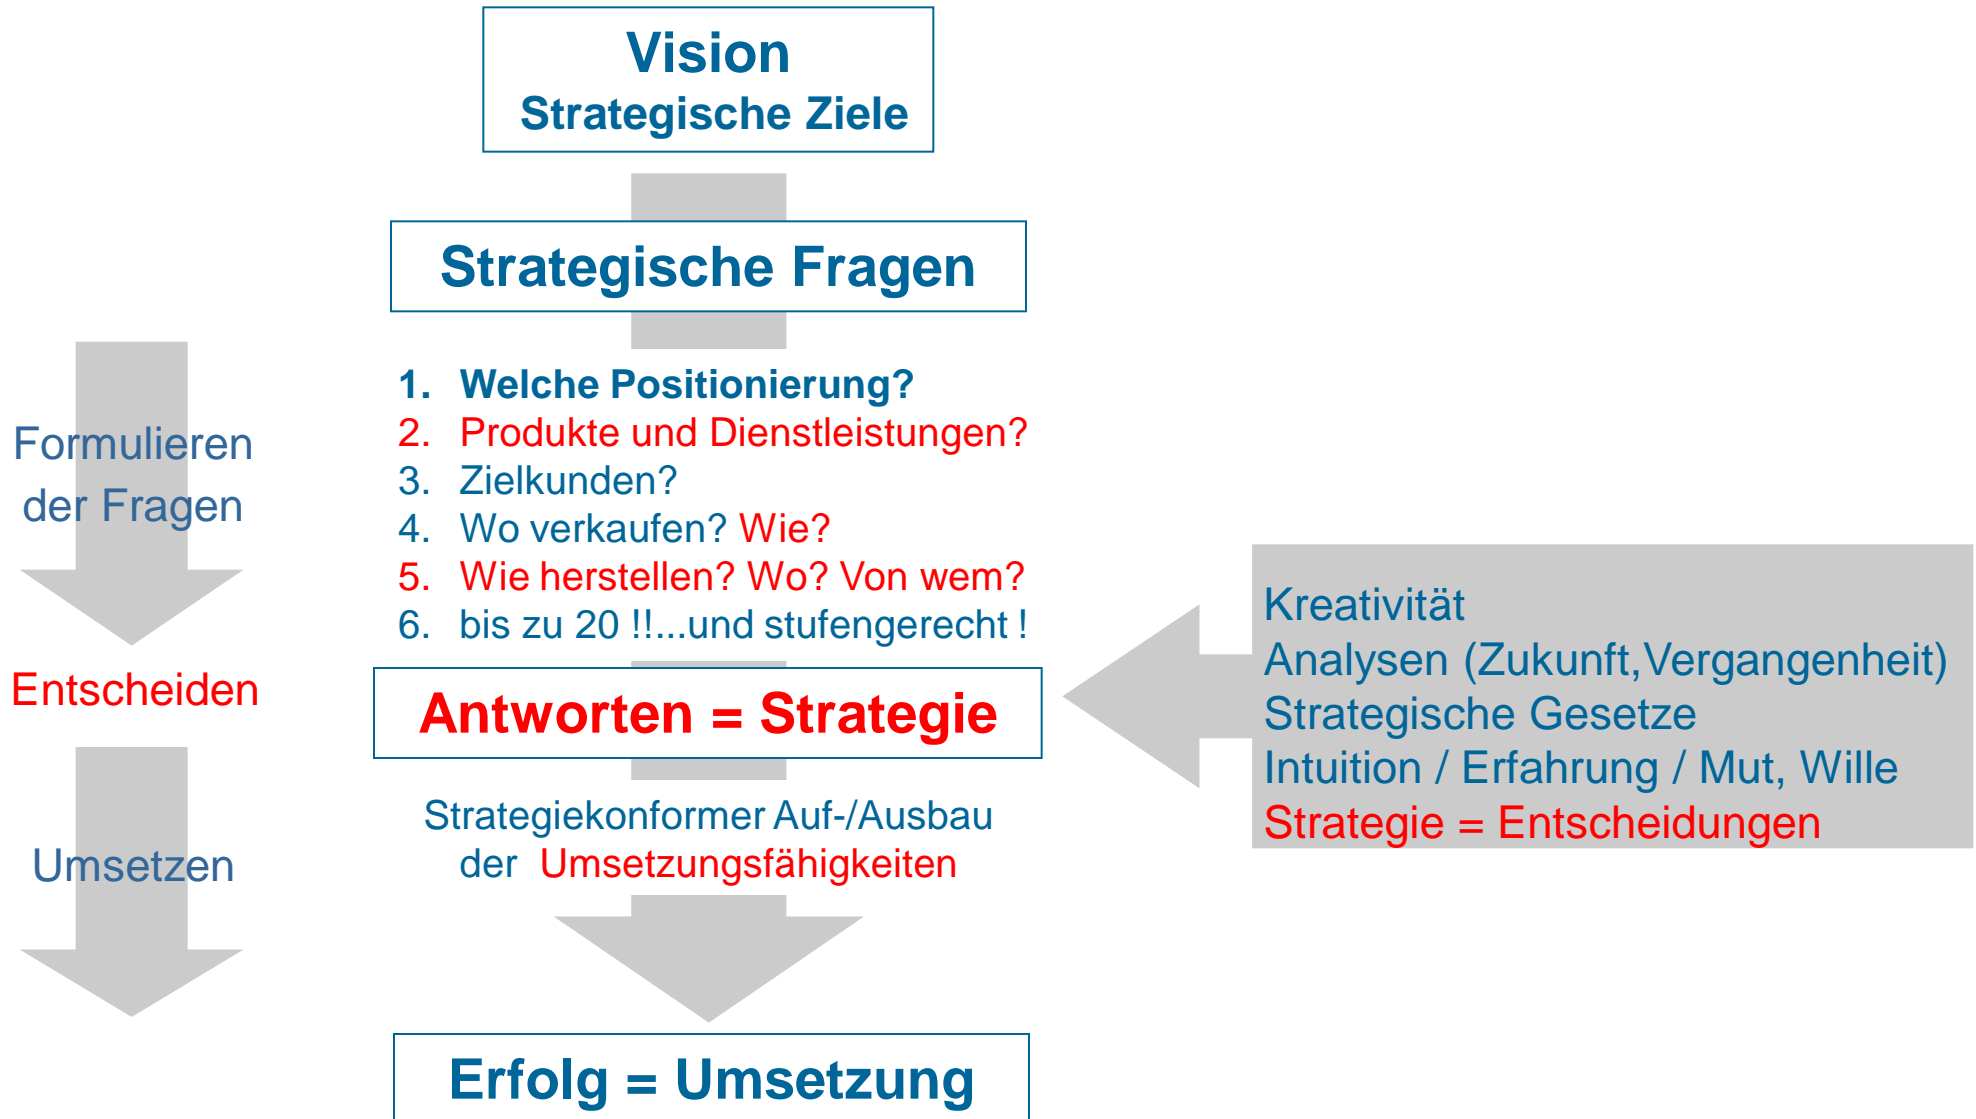 Vision
Strategische Ziele
Strategische Fragen
1. Welche Positionierung?
2. Produkte und Dienstleistungen?
3. Zielkunden?
4. Wo verkaufen? Wie?
5. Wie herstellen? Wo? Von wem?
6. bis zu 20 !!...und stufengerecht !
Formulieren
der Fragen
Entscheiden
Antworten = Strategie
Kreativität
Analysen (Zukunft,Vergangenheit)
Strategische Gesetze
Intuition / Erfahrung / Mut, Wille
Strategie = Entscheidungen
Umsetzen
Strategiekonformer Auf-/Ausbau
der Umsetzungsfähigkeiten
Erfolg = Umsetzung